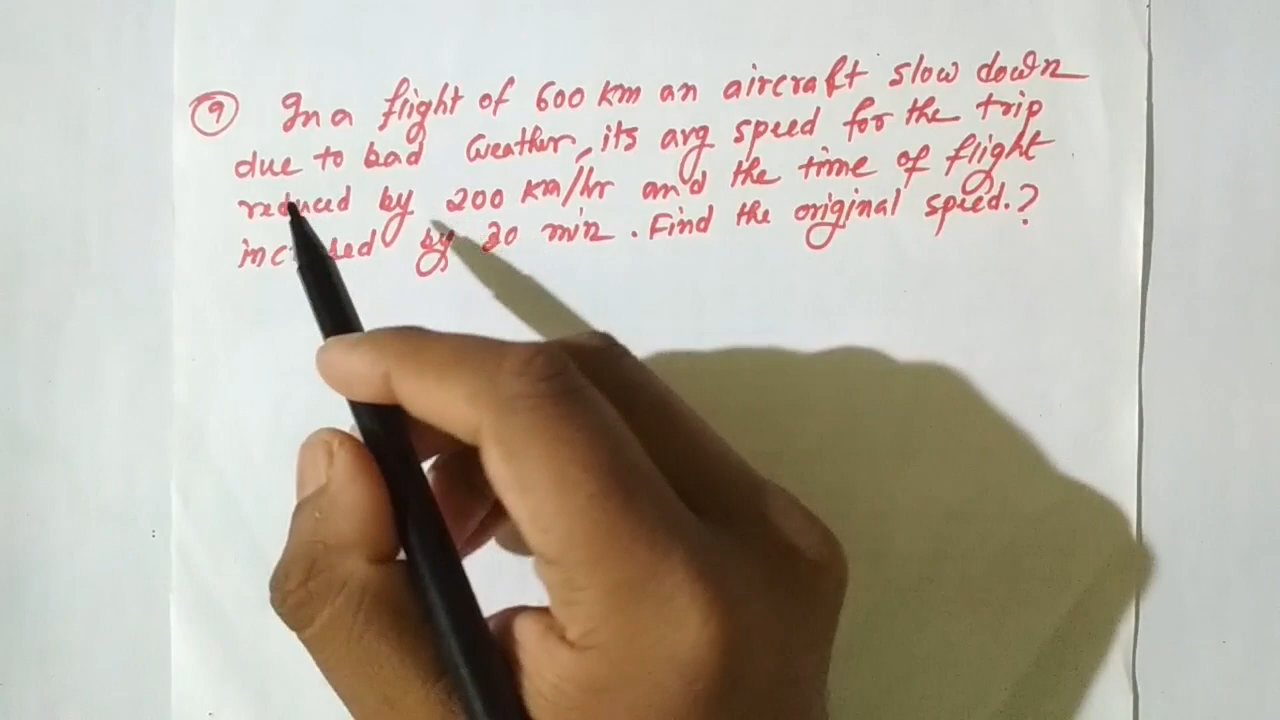 9 In a flight of 600 km an aircraft slow down
due to bad weather, its avg speed for the trip
reduced by 200 km/hr and the time of flight
by 30 min. Find the original speed.?